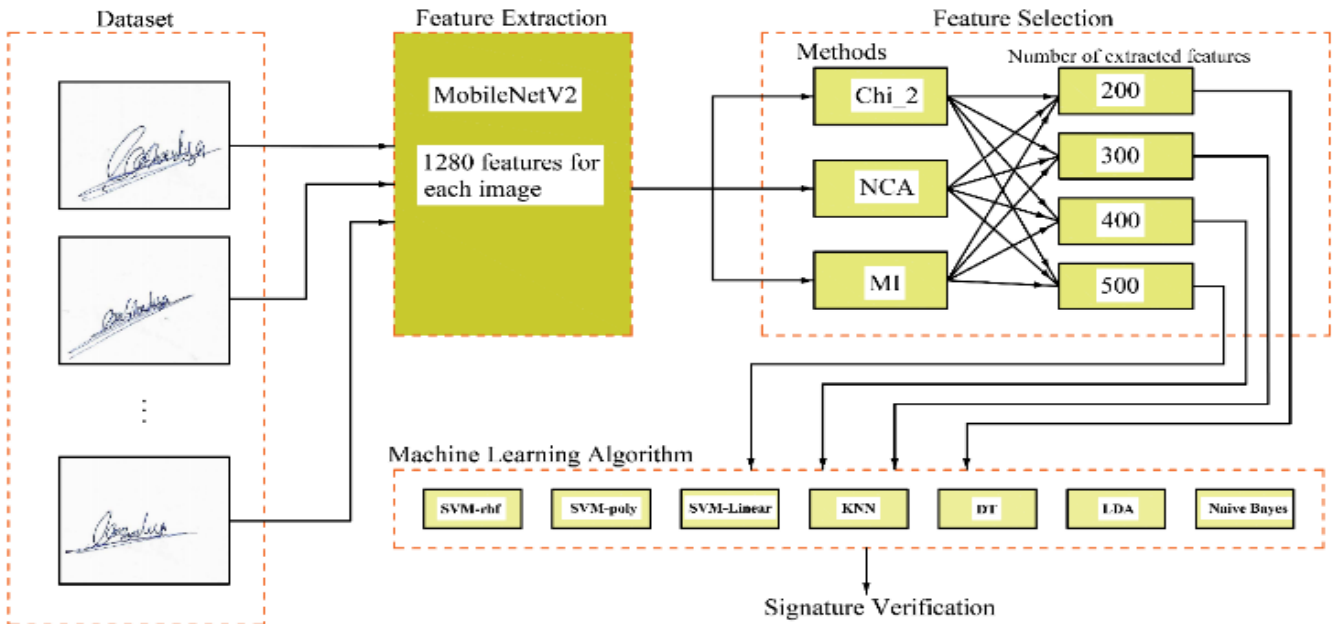 Dataset
Feature Extraction
MobileNetV2
1280 features for
each image
Feature Selection
Methods
Number of extracted features
Chi_2
NCA
MI
200
300
400
500
Machine Learning Algorithm
SVM-rbf
SVM-poly
SVM-Linear
KNN
DT
LDA
Naive Bayes
Signature Verification